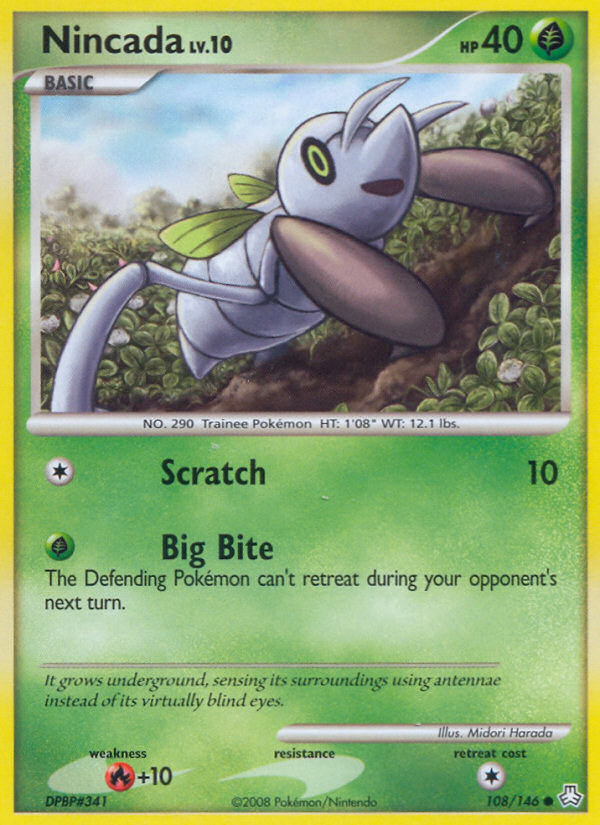 Nincada LV.10 HP 40
BASIC
NO. 290 Trainee Pokémon HT: 1'08" WT: 12.1 lbs.
Scratch 10
Big Bite
The Defending Pokémon can't retreat during your opponent's
next turn.
It grows underground, sensing its surroundings using antennae
instead of its virtually blind eyes.
Illus. Midori Harada
weakness resistance retreat cost
+10
DPBP#341 ©2008 Pokémon/Nintendo 108/146